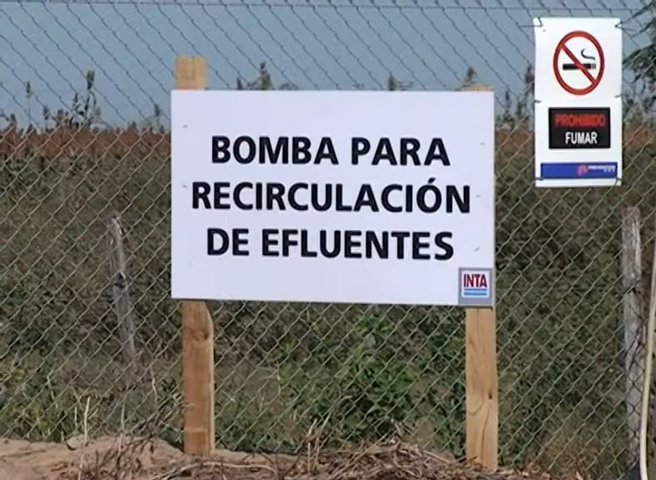 BOMBA PARA
RECIRCULACIÓN
DE EFLUENTES
INTA
PROHIBIDO
FUMAR